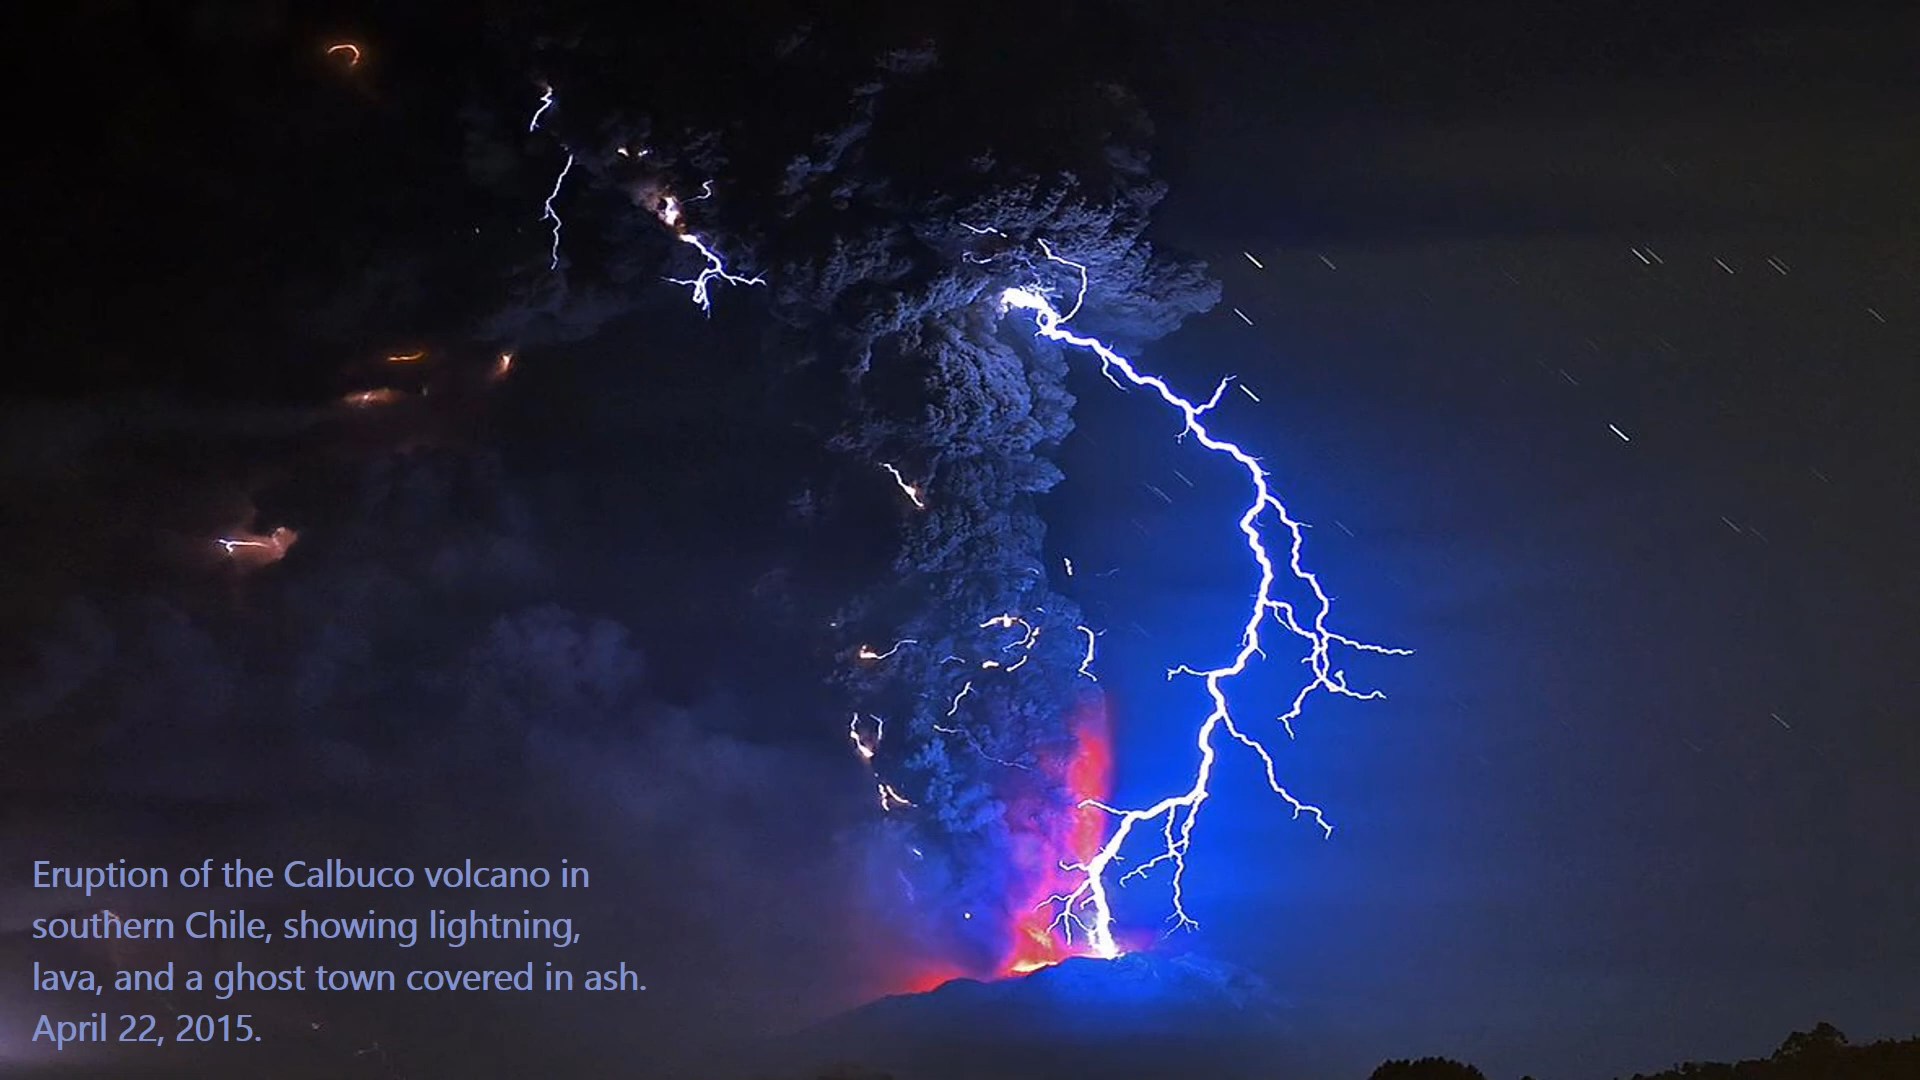 Eruption of the Calbuco volcano in
southern Chile, showing lightning,
lava, and a ghost town covered in ash.
April 22, 2015.